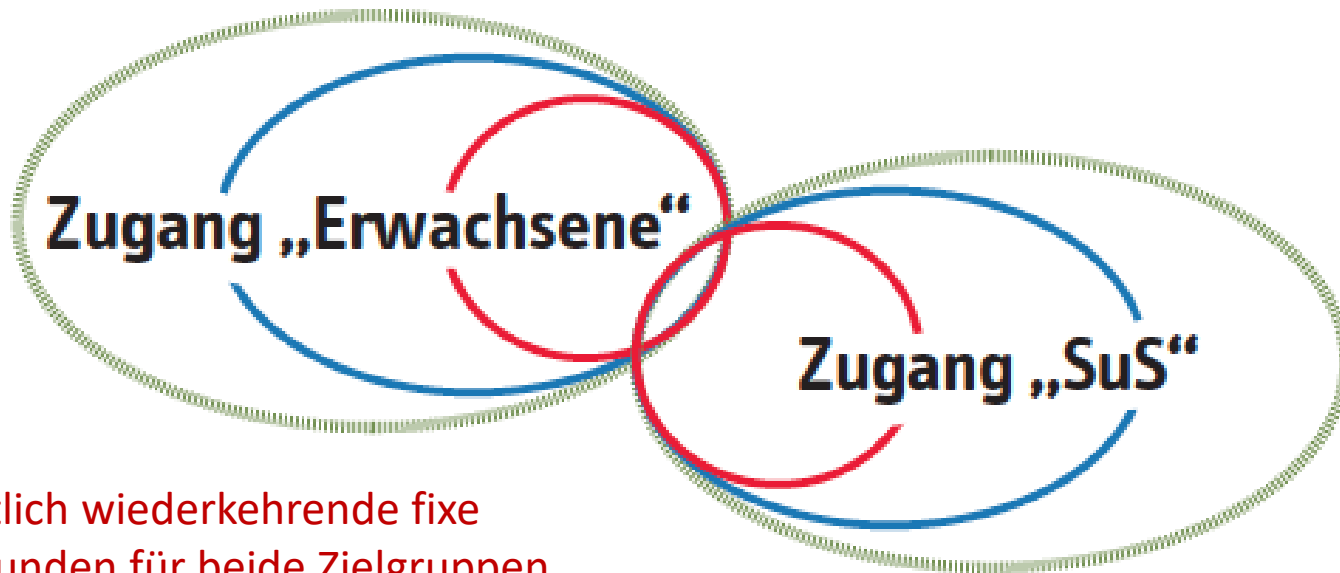 Zugang „Erwachsene“
Zugang „SuS“
wiederkehrende fixe
für beide Zielgruppen